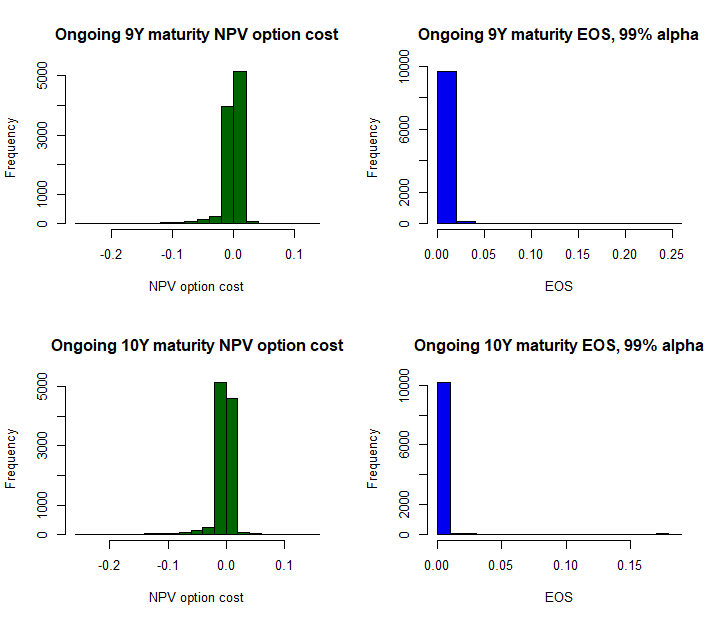 Ongoing 9Y maturity NPV option cost
Frequency
5000
3000
1000
0
-0.2 -0.1 0.0 0.1
NPV option cost
Ongoing 9Y maturity EOS, 99% alpha
Frequency
10000
6000
2000
0
0.00 0.05 0.10 0.15 0.20 0.25
EOS
Ongoing 10Y maturity NPV option cost
Frequency
5000
3000
1000
0
-0.2 -0.1 0.0 0.1
NPV option cost
Ongoing 10Y maturity EOS, 99% alpha
Frequency
10000
6000
2000
0
0.00 0.05 0.10 0.15
EOS